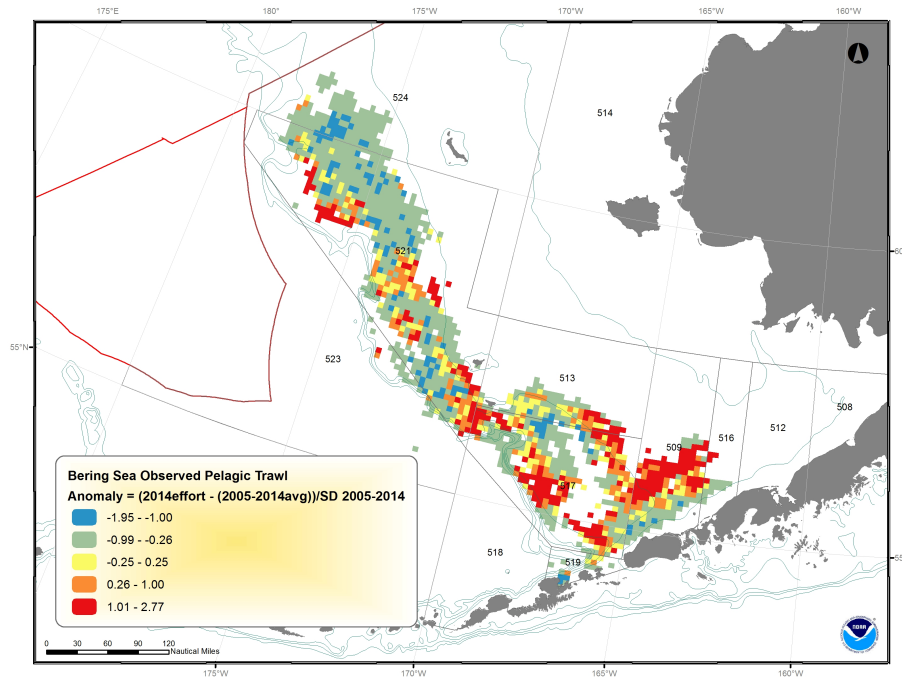 175°E 180° 175°W 170°W 165°W 160°W
524
514
521
60
55°N
523
513
508
509
516
512
517
518
519
55
Bering Sea Observed Pelagic Trawl
Anomaly = (2014effort - (2005-2014avg))/SD 2005-2014
-1.95 - -1.00
-0.99 - -0.26
-0.25 - 0.25
0.26 - 1.00
1.01 - 2.77
0 30 60 90 120
Nautical Miles
NOAA
175°W 170°W 165°W 160°W